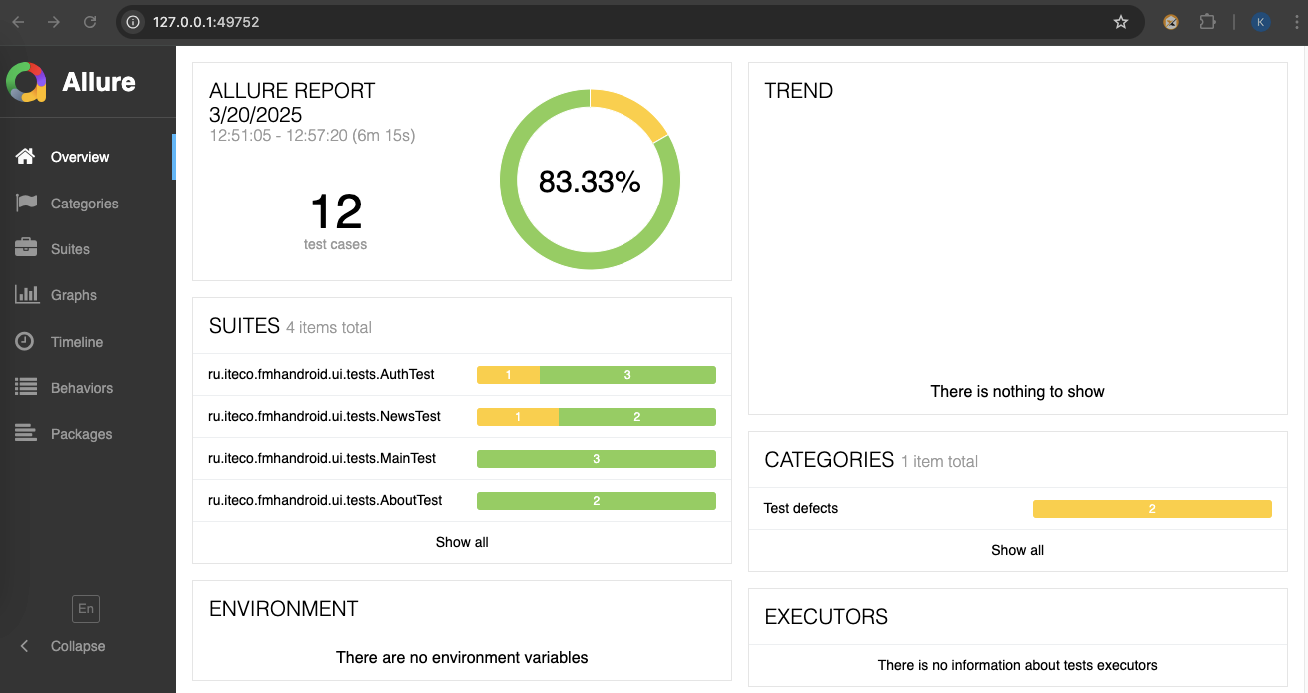 127.0.0.1:49752
K
Allure
Overview
Categories
Suites
Graphs
Timeline
Behaviors
Packages
En
Collapse
ALLURE REPORT
3/20/2025
12:51:05 - 12:57:20 (6m 15s)
12
test cases
83.33%
SUITES 4 items total
ru.iteco.fmhandroid.ui.tests.AuthTest 1 3
ru.iteco.fmhandroid.ui.tests.NewsTest 1 2
ru.iteco.fmhandroid.ui.tests.MainTest 3
ru.iteco.fmhandroid.ui.tests.AboutTest 2
Show all
ENVIRONMENT
There are no environment variables
TREND
There is nothing to show
CATEGORIES 1 item total
Test defects 2
Show all
EXECUTORS
There is no information about tests executors